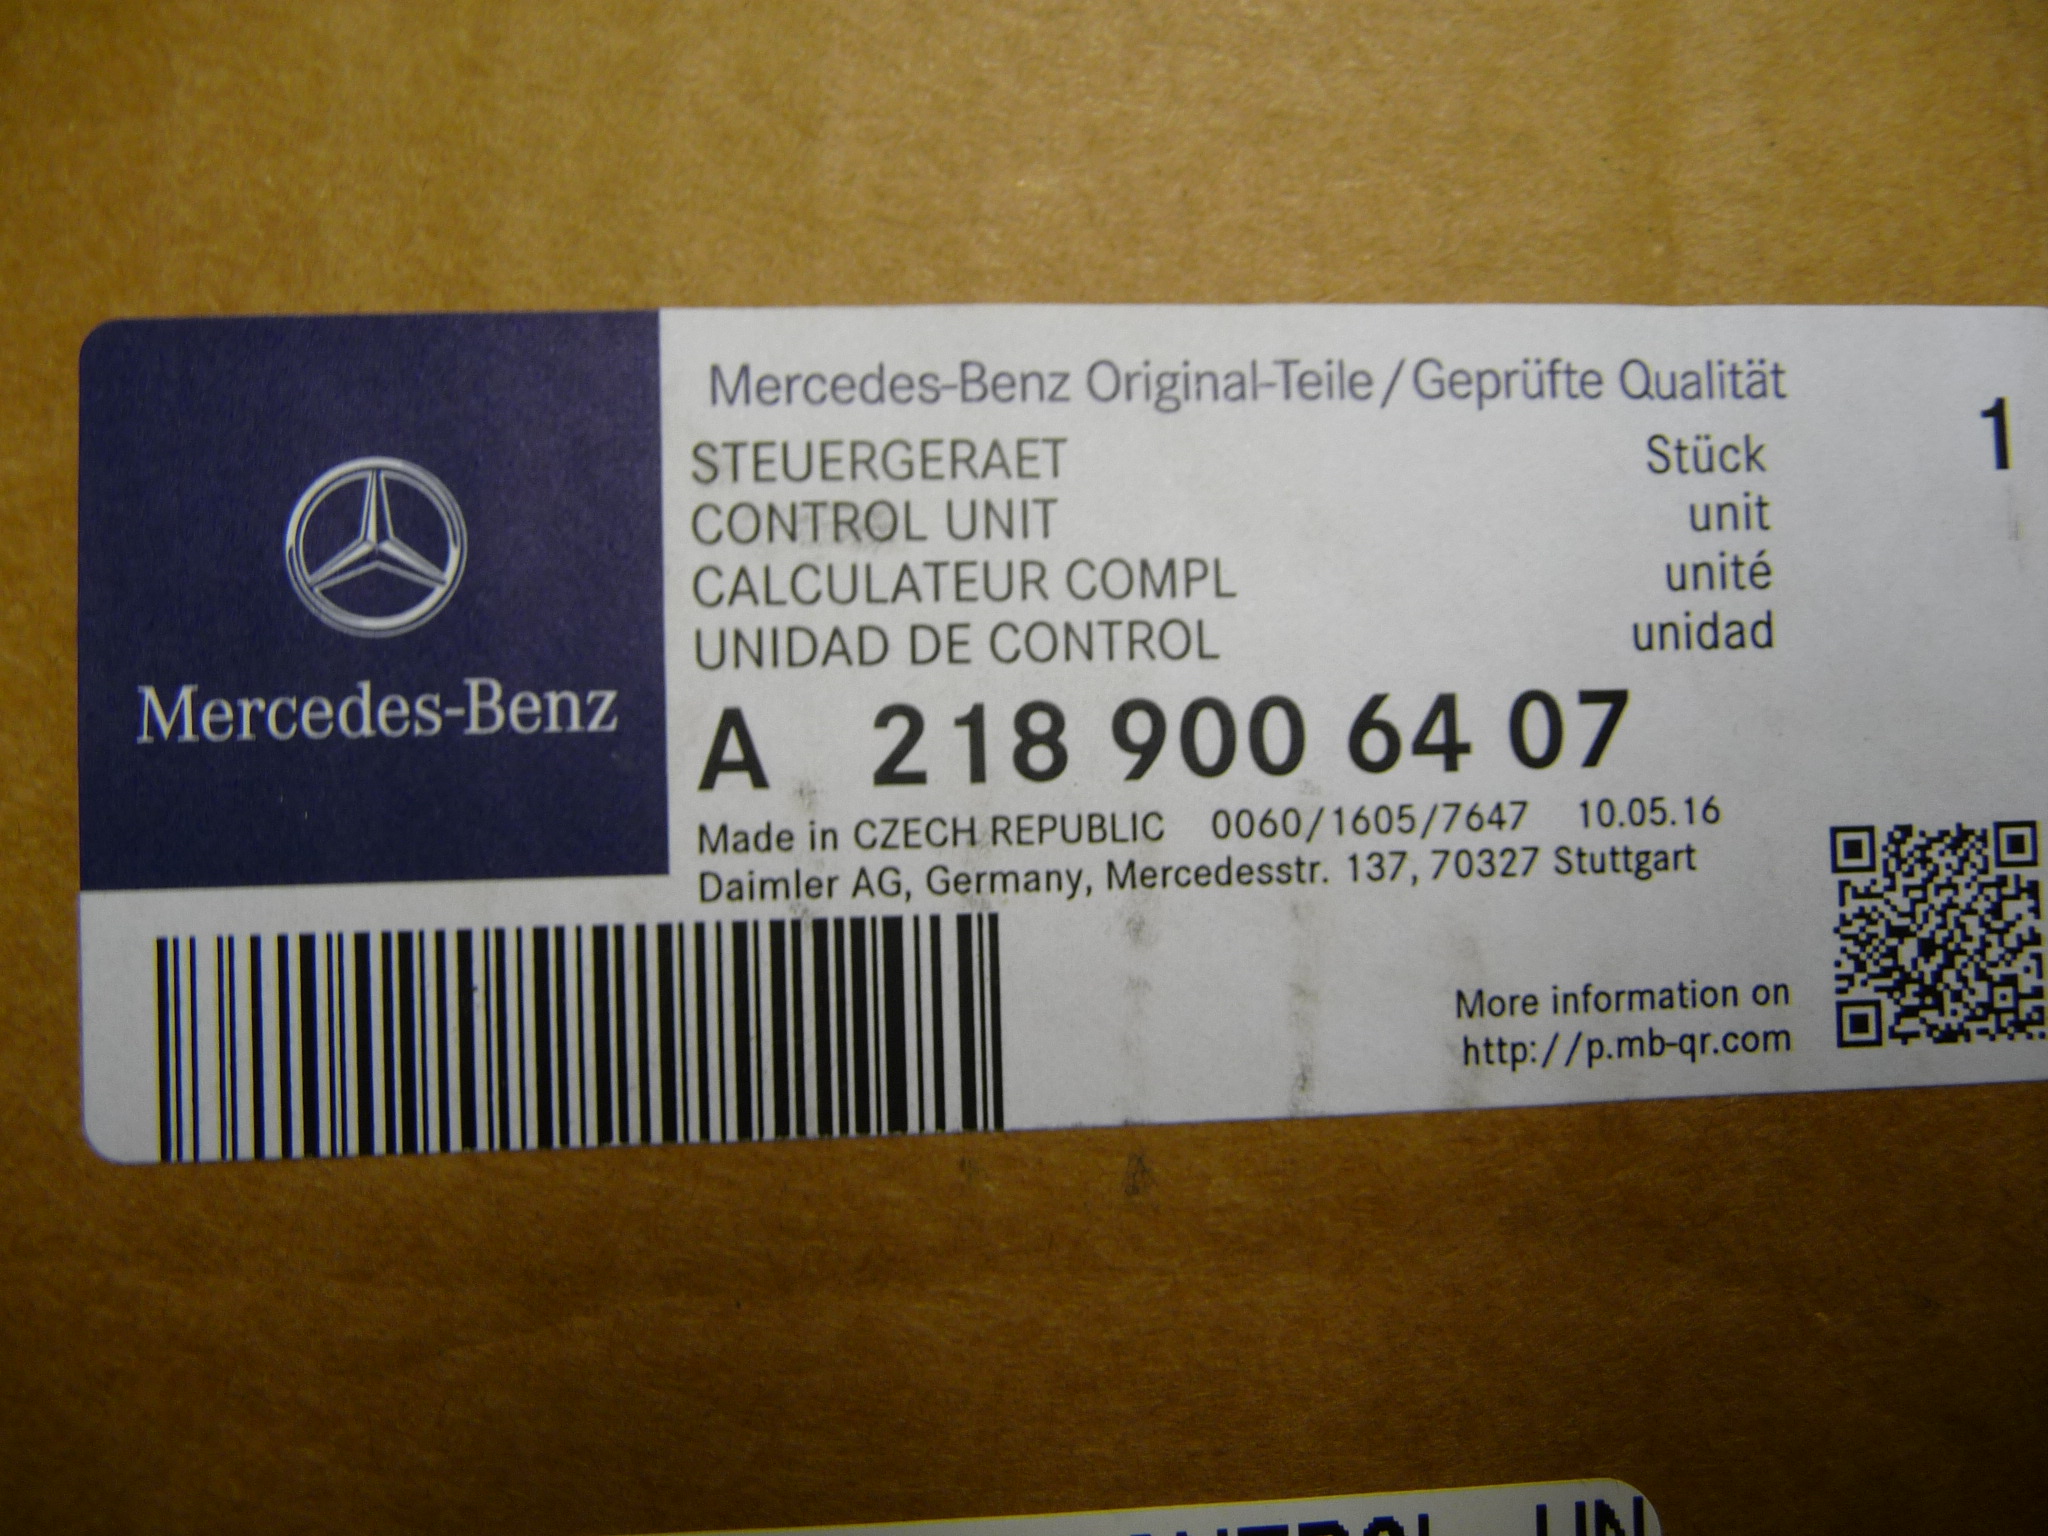 Mercedes-Benz
Mercedes-Benz Original-Teile/Geprüfte Qualität
STEUERGERAET Stück 1
CONTROL UNIT unit
CALCULATEUR COMPL unité
UNIDAD DE CONTROL unidad
A 218 900 64 07
Made in CZECH REPUBLIC 0060/1605/7647 10.05.16
Daimler AG, Germany, Mercedesstr. 137, 70327 Stuttgart
More information on
http://p.mb-qr.com